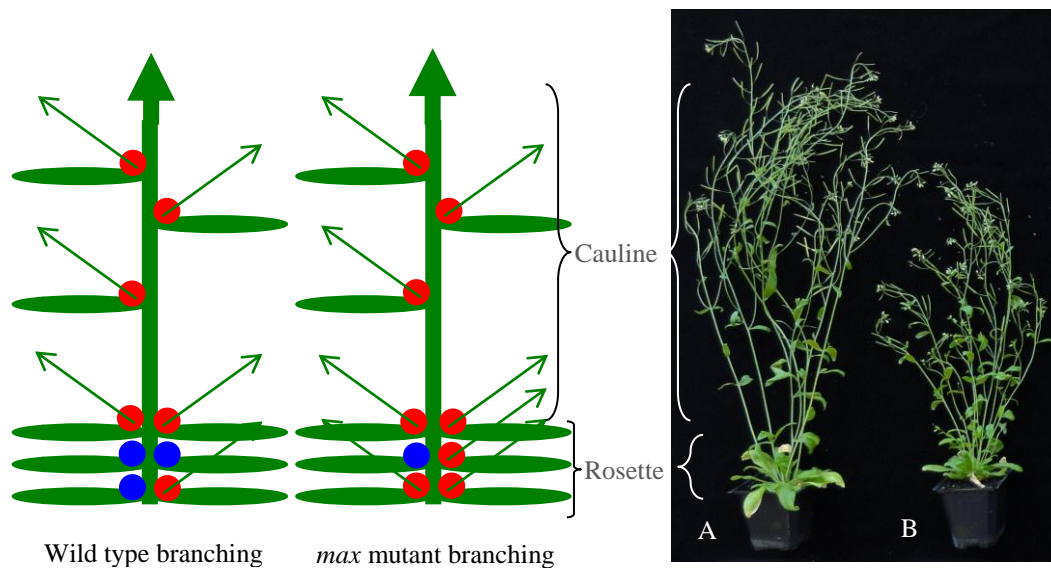 Cauline
Rosette
A
B
Wild type branching
max mutant branching